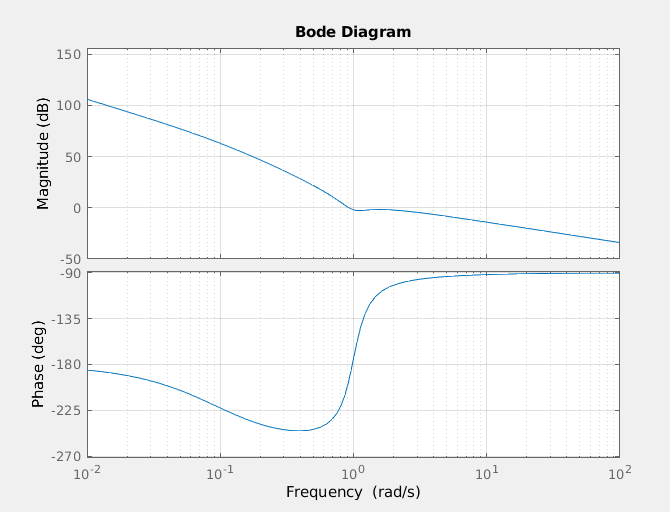 Bode Diagram
Magnitude (dB)
150
100
50
0
-50
Phase (deg)
-90
-135
-180
-225
-270
10^-2 10^-1 10^0 10^1 10^2
Frequency (rad/s)